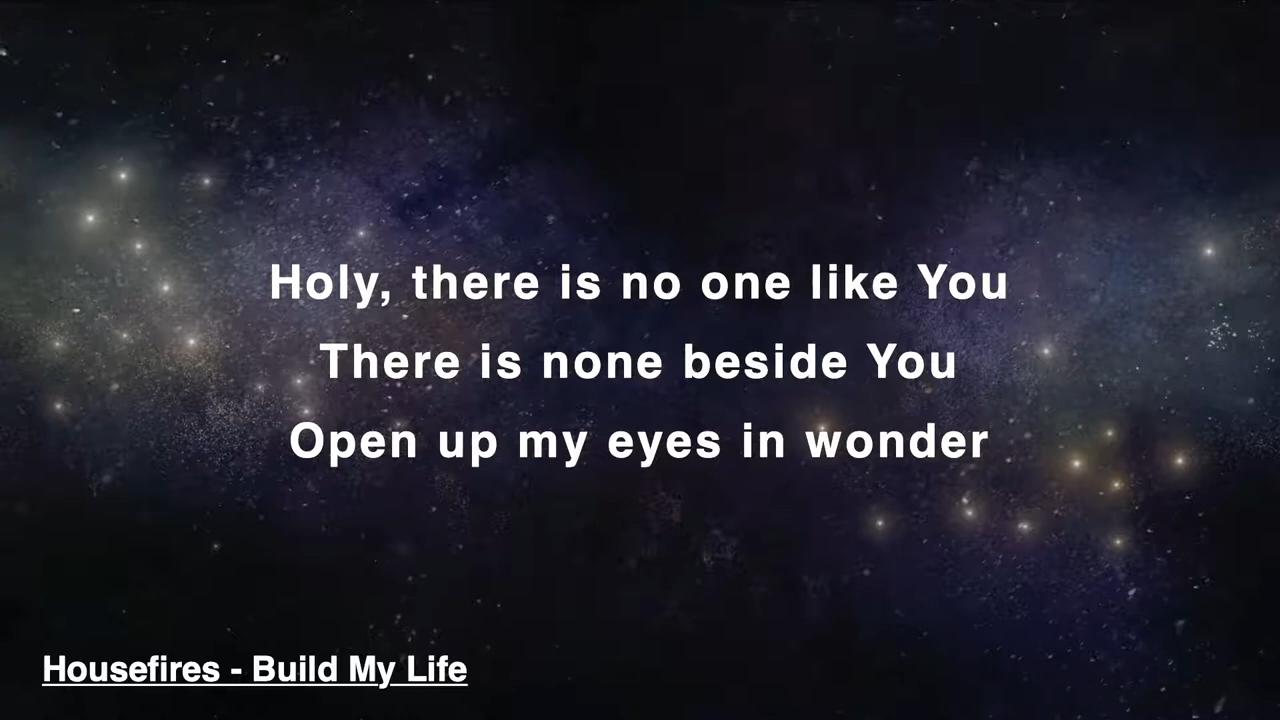 Holy, there is no one like You
There is none beside You
Open up my eyes in wonder
Housefires - Build My Life